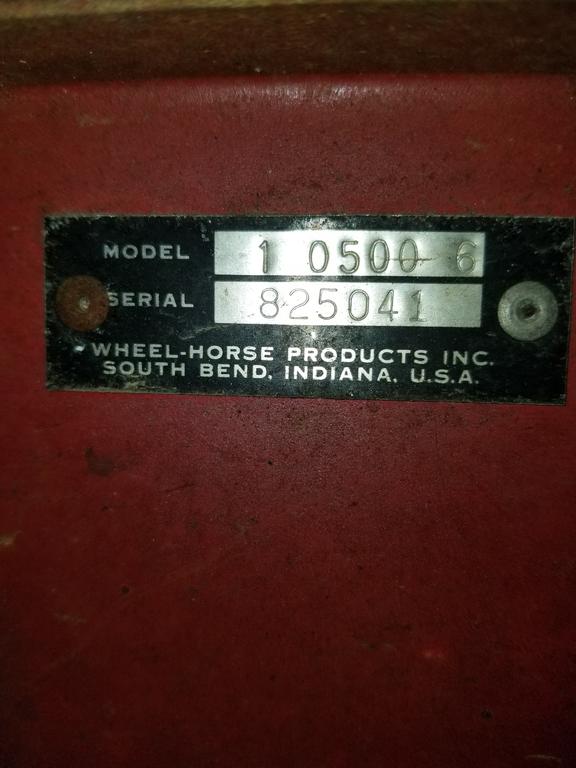 MODEL 1 0500 6
SERIAL 825041
WHEEL-HORSE PRODUCTS INC.
SOUTH BEND, INDIANA, U.S.A.